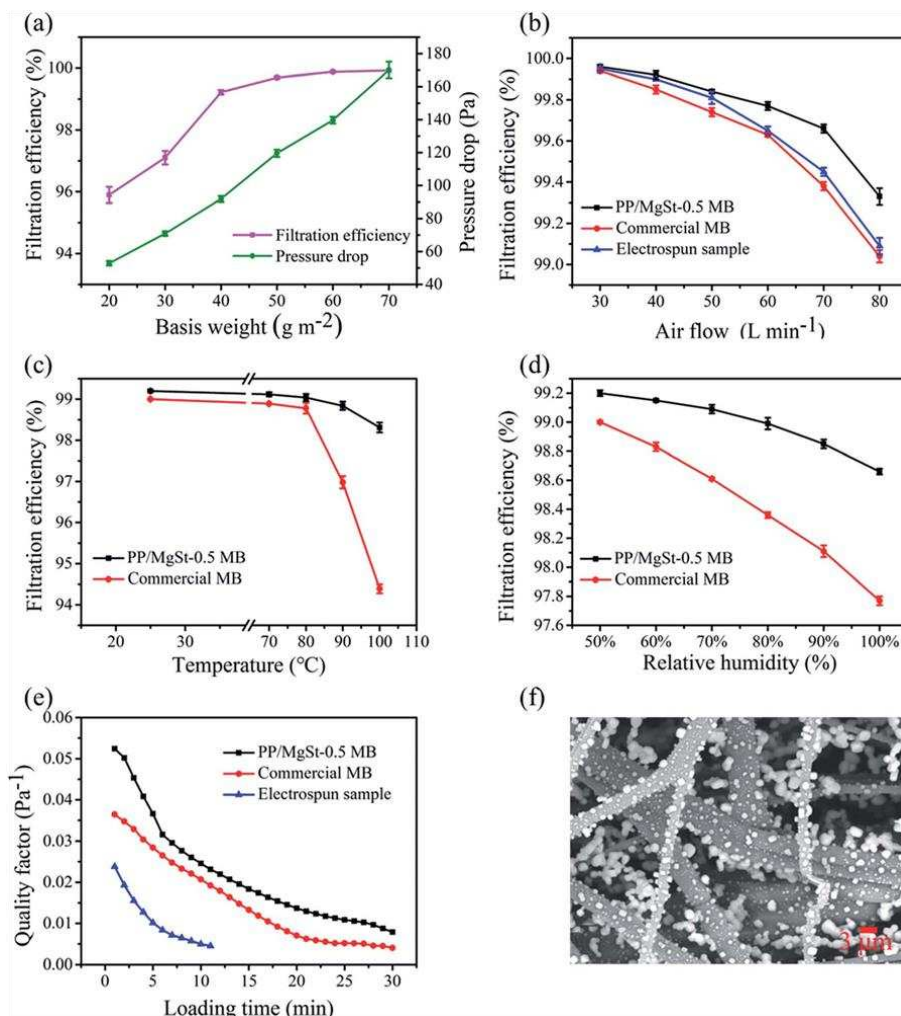 (a)
Filtration efficiency (%)
100
98
96
94
180
160
140
120
100
80
60
40
Pressure drop (Pa)
Filtration efficiency
Pressure drop
20 30 40 50 60 70
Basis weight (g m-2)
(b)
Filtration efficiency (%)
100.0
99.8
99.6
99.4
99.2
99.0
PP/MgSt-0.5 MB
Commercial MB
Electrospun sample
30 40 50 60 70 80
Air flow (L min-1)
(c)
Filtration efficiency (%)
99
98
97
95
94
PP/MgSt-0.5 MB
Commercial MB
20 30 70 80 90 100 110
Temperature (°C)
(d)
Filtration efficiency (%)
99.2
99.0
98.8
98.6
98.4
98.2
98.0
97.8
97.6
PP/MgSt-0.5 MB
Commercial MB
50% 60% 70% 80% 90% 100%
Relative humidity (%)
(e)
Quality factor (Pa-1)
0.06
0.05
0.04
0.03
0.02
0.01
0.00
PP/MgSt-0.5 MB
Commercial MB
Electrospun sample
0 5 10 15 20 25 30
Loading time (min)
(f)
3 μm